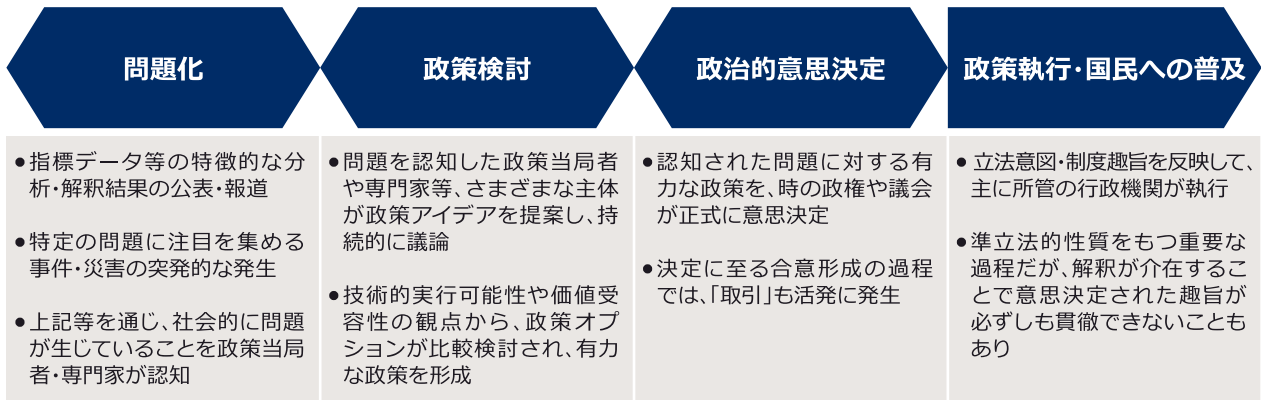 問題化
●指標データ等の特徴的な分
析・解釈結果の公表・報道
●特定の問題に注目を集める
事件・災害の突発的な発生
●上記等を通じ、社会的に問題
が生じていることを政策当局
者・専門家が認知
政策検討
●問題を認知した政策当局者
や専門家等、さまざまな主体
が政策アイデアを提案し、持
続的に議論
●技術的実行可能性や価値受
容性の観点から、政策オプ
ションが比較検討され、有力
な政策を形成
政治的意思決定
●認知された問題に対する有
力な政策を、時の政権や議会
が正式に意思決定
●決定に至る合意形成の過程
では、「取引」も活発に発生
政策執行・国民への普及
●立法意図・制度趣旨を反映して、
主に所管の行政機関が執行
●準立法的性質をもつ重要な
過程だが、解釈が介在するこ
とで意思決定された趣旨が
必ずしも貫徹できないことも
あり